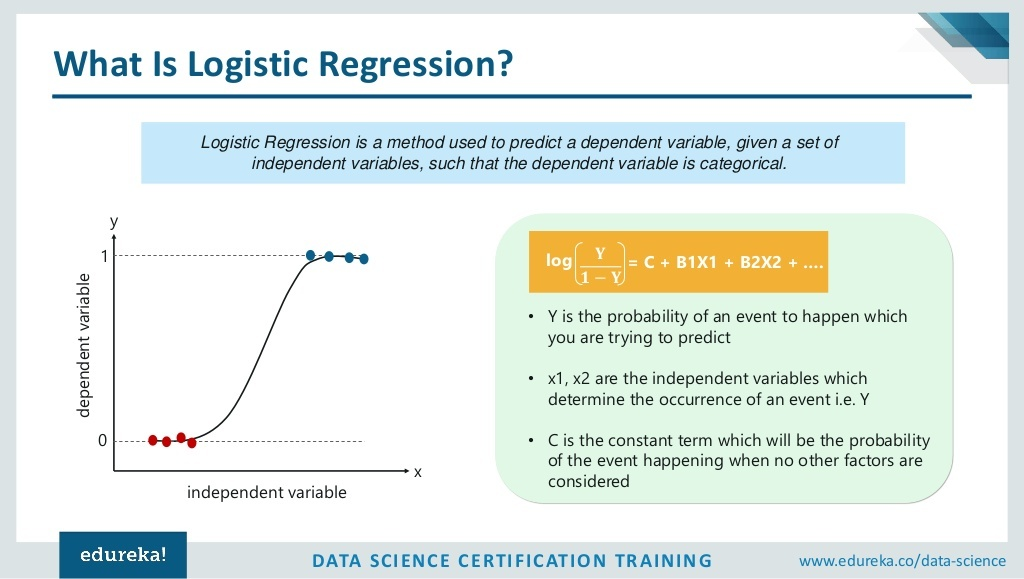 What Is Logistic Regression?
Logistic Regression is a method used to predict a dependent variable, given a set of
independent variables, such that the dependent variable is categorical.
y
1
dependent variable
0
x
independent variable
log(Y/1 − Y) = C + B1X1 + B2X2 + ....
• Y is the probability of an event to happen which
you are trying to predict
• x1, x2 are the independent variables which
determine the occurrence of an event i.e. Y
• C is the constant term which will be the probability
of the event happening when no other factors are
considered
edureka!
DATA SCIENCE CERTIFICATION TRAINING
www.edureka.co/data-science